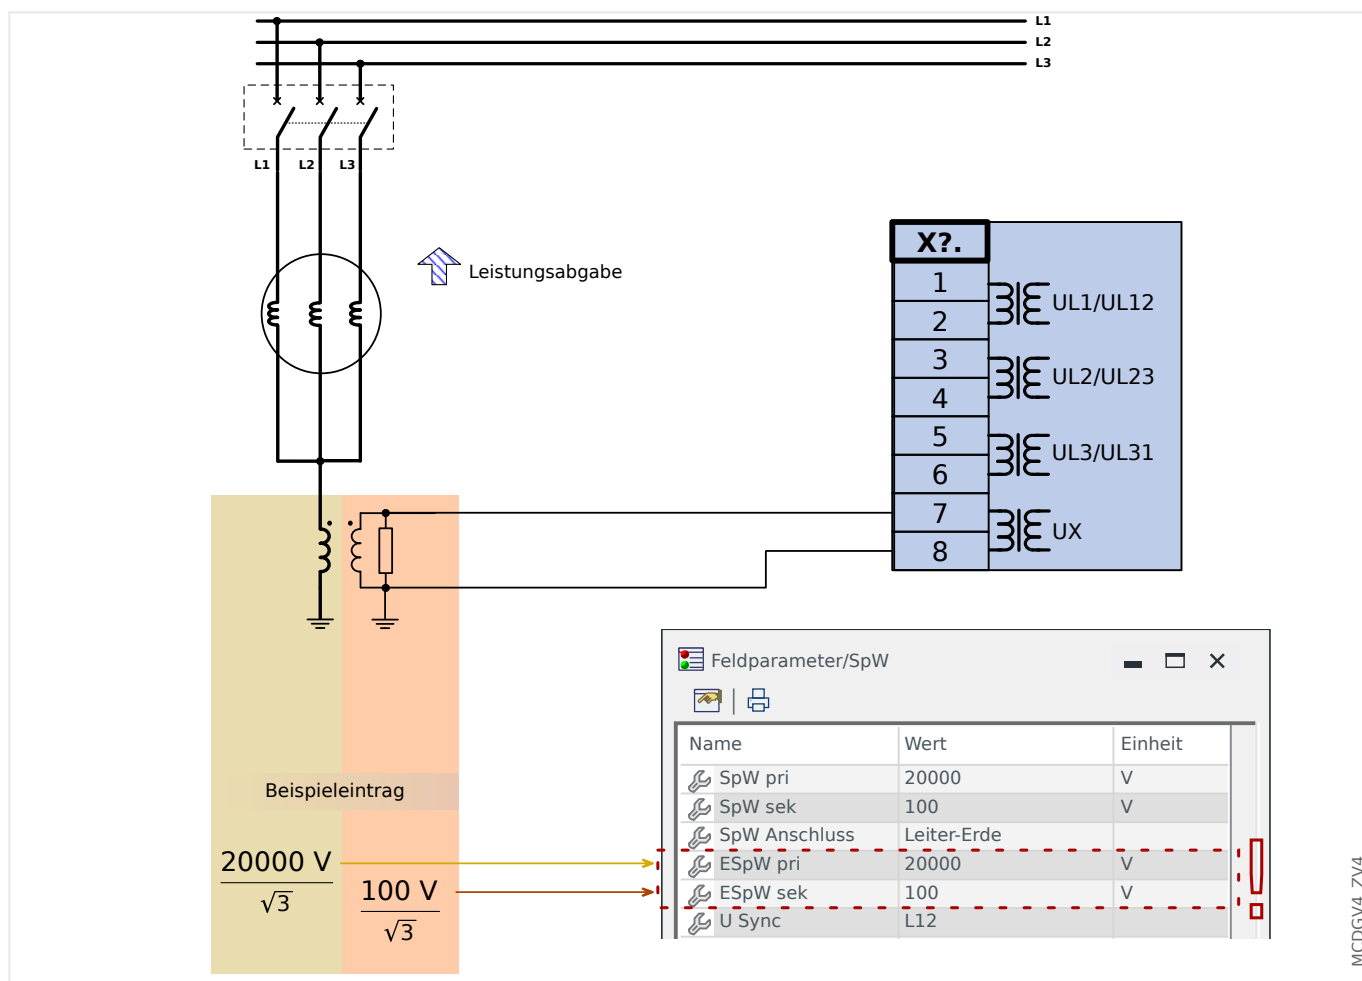 L1
L2
L3
L1 L2 L3
Leistungsabgabe
X?.
1
2
3
4
5
6
7
8
UL1/UL12
UL2/UL23
UL3/UL31
UX
Feldparameter/SpW
Name Wert Einheit
SpW pri 20000 V
SpW sek 100 V
SpW Anschluss Leiter-Erde
ESpW pri 20000 V
ESpW sek 100 V
U Sync L12
Beispieleintrag
20000 V
√3
100 V
√3
MCDGV4_ZV4